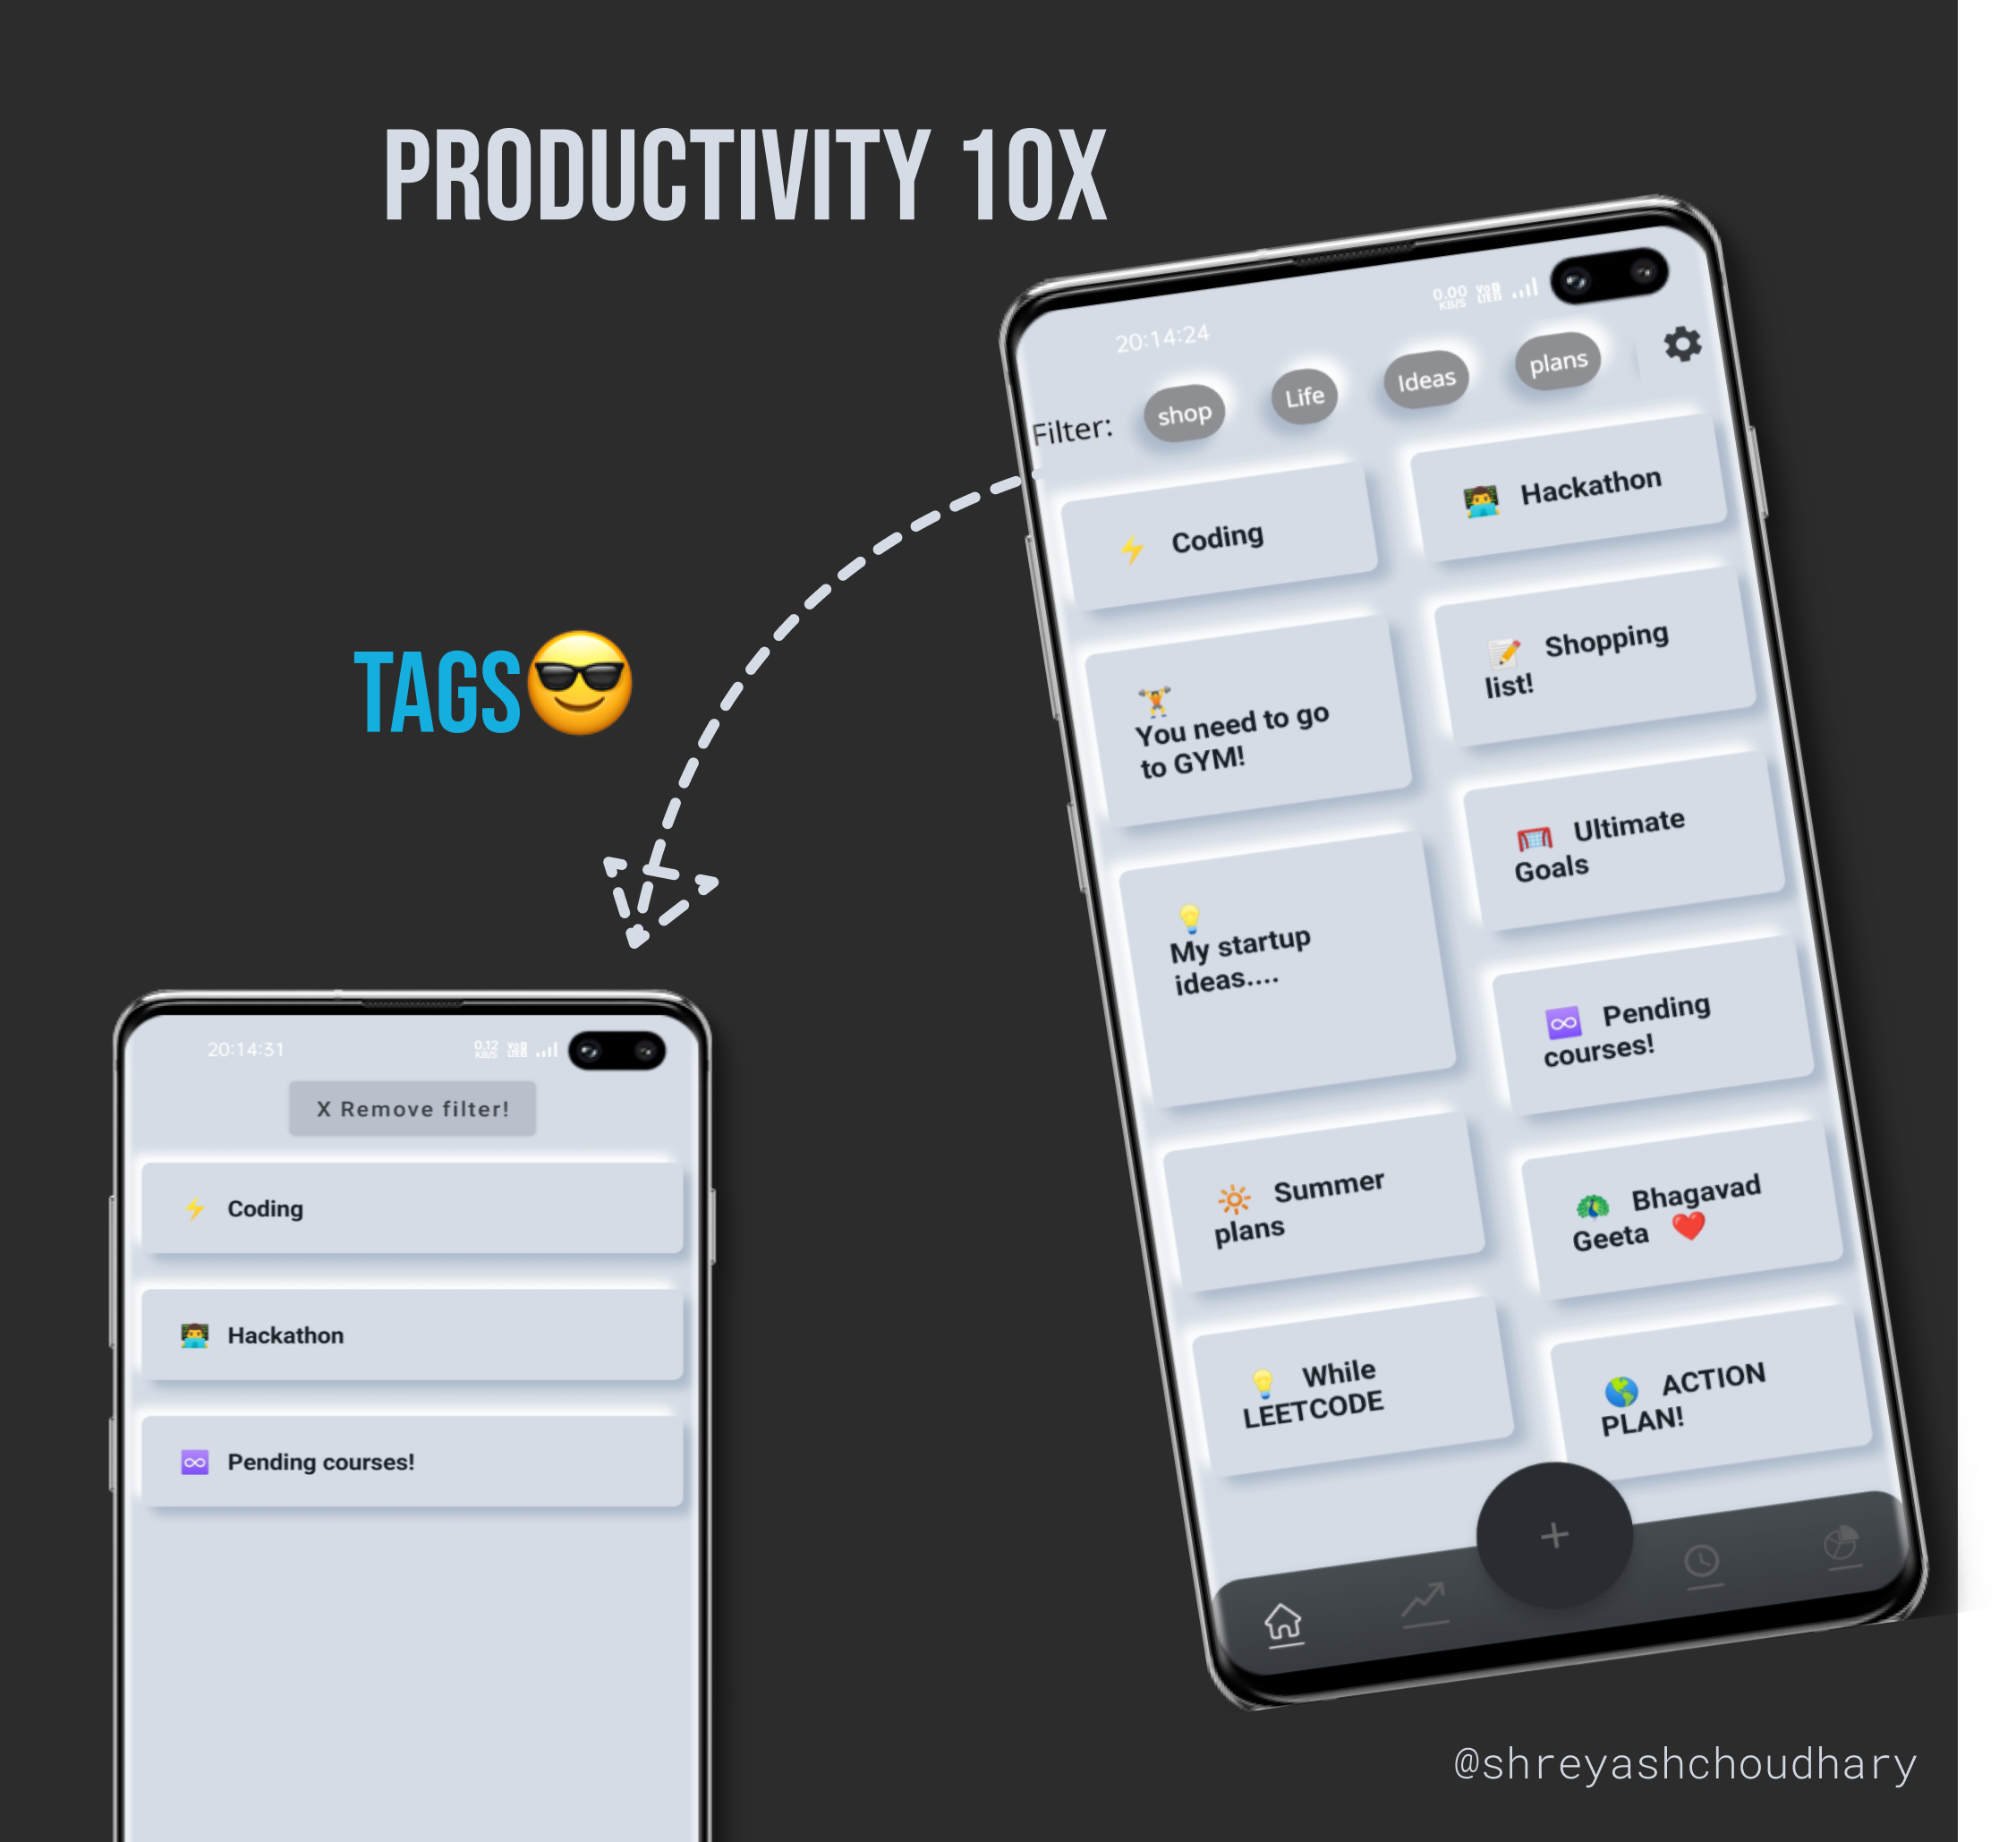 PRODUCTIVITY 10X
20:14:24
0.00 KB/S
VoD LTE2
Filter:
shop
Life
Ideas
plans
⚡ Coding
👨‍💻 Hackathon
🏋️
You need to go
to GYM!
📝 Shopping
list!
🥅 Ultimate
Goals
💡
My startup
ideas....
♾️ Pending
courses!
🔆 Summer
plans
🦚 Bhagavad
Geeta ❤️
💡 While
LEETCODE
🌎 ACTION
PLAN!
+
TAGS😎
20:14:31
0.12 KB/S
X Remove filter!
⚡ Coding
👨‍💻 Hackathon
♾️ Pending courses!
@shreyashchoudhary